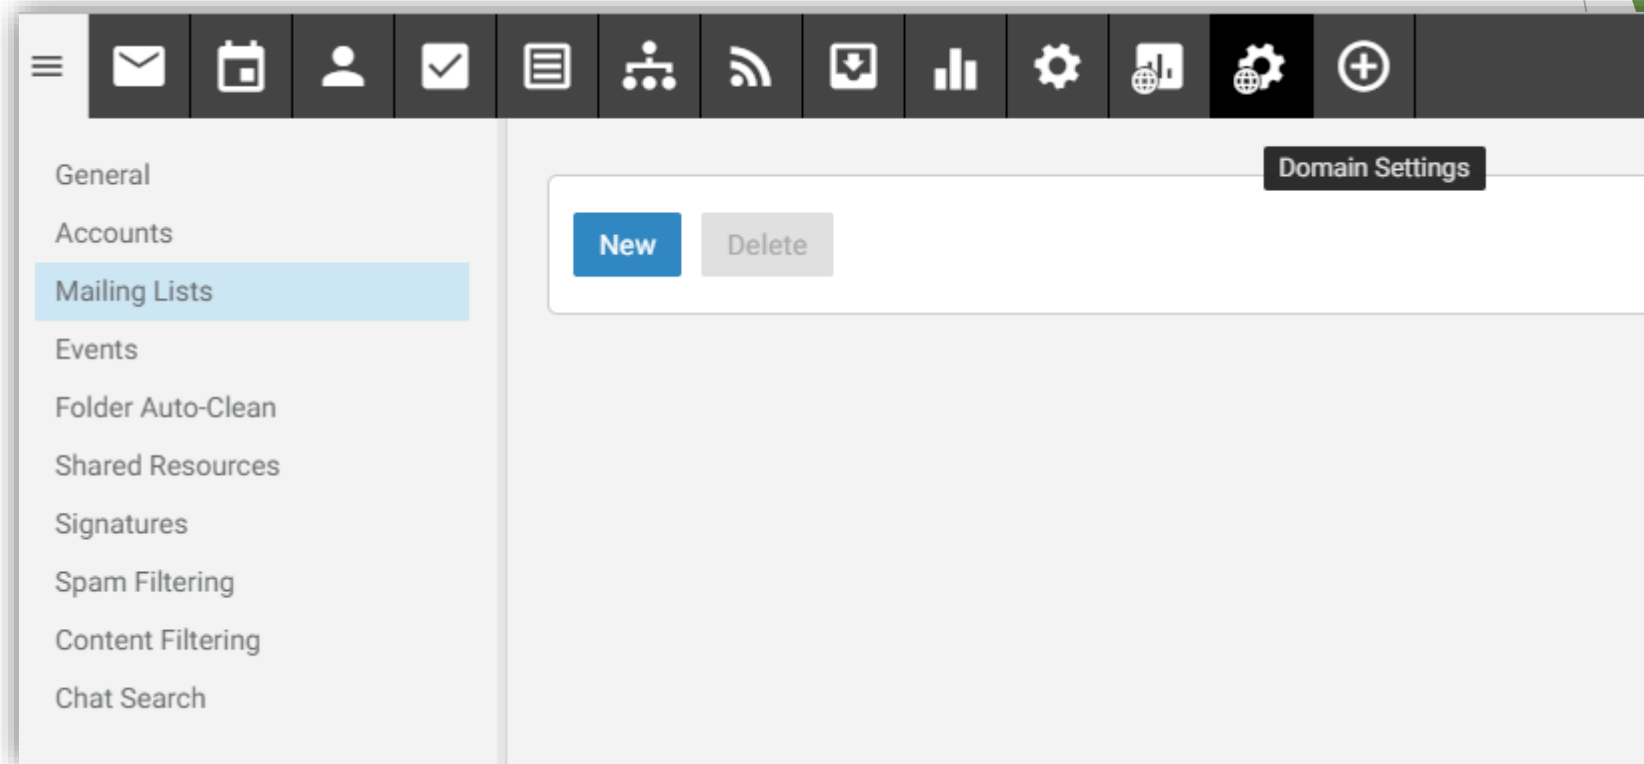 Domain Settings
General
Accounts
Mailing Lists
Events
Folder Auto-Clean
Shared Resources
Signatures
Spam Filtering
Content Filtering
Chat Search
New
Delete